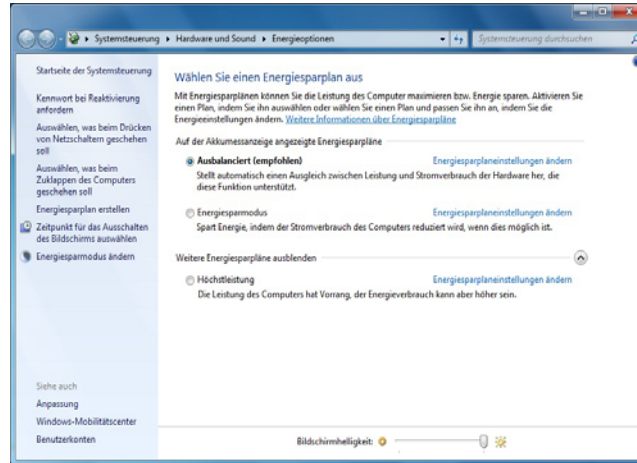 Systemsteuerung Hardware und Sound Energieoptionen
Systemsteuerung durchsuchen
Startseite der Systemsteuerung
Kennwort bei Reaktivierung
anfordern
Auswählen, was beim Drücken
von Netzschaltern geschehen
soll
Auswählen, was beim
Zuklappen des Computers
geschehen soll
Energiesparplan erstellen
Zeitpunkt für das Ausschalten
des Bildschirms auswählen
Energiesparmodus ändern
Siehe auch
Anpassung
Windows-Mobilitätscenter
Benutzerkonten
Wählen Sie einen Energiesparplan aus
Mit Energiesparplänen können Sie die Leistung des Computer maximieren bzw. Energie sparen. Aktivieren Sie
einen Plan, indem Sie ihn auswählen oder wählen Sie einen Plan und passen Sie ihn an, indem Sie die
Energieeinstellungen ändern. Weitere Informationen über Energiesparpläne
Auf der Akkumessanzeige angezeigte Energiesparpläne
Ausbalanciert (empfohlen) Energiesparplaneinstellungen ändern
Stellt automatisch einen Ausgleich zwischen Leistung und Stromverbrauch der Hardware her, die
diese Funktion unterstützt.
Energiesparmodus Energiesparplaneinstellungen ändern
Spart Energie, indem der Stromverbrauch des Computers reduziert wird, wenn dies möglich ist.
Weitere Energiesparpläne ausblenden
Höchstleistung Energiesparplaneinstellungen ändern
Die Leistung des Computers hat Vorrang, der Energieverbrauch kann aber höher sein.
Bildschirmhelligkeit: